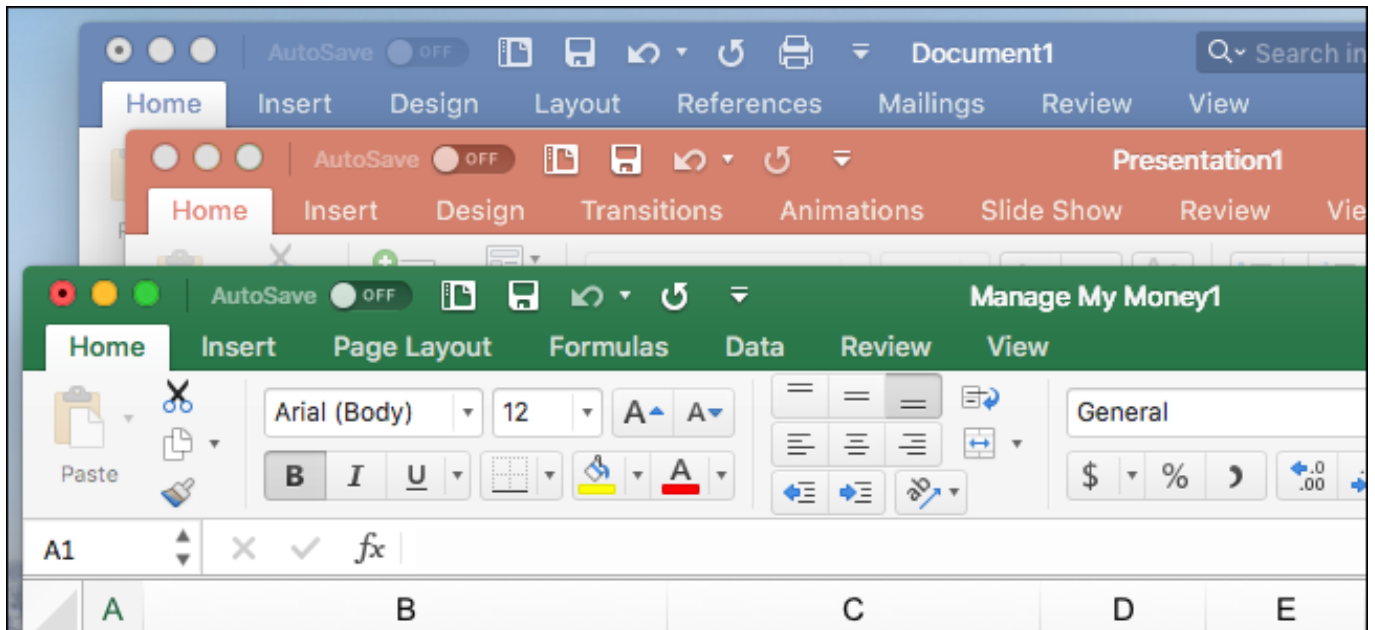 AutoSave OFF Document1 Search in
Home Insert Design Layout References Mailings Review View
AutoSave OFF Presentation1
Home Insert Design Transitions Animations Slide Show Review Vie
AutoSave OFF Manage My Money1
Home Insert Page Layout Formulas Data Review View
Paste
Arial (Body) 12 A A
B I U A
ab
General
$ % .0 .00
A1 fx
A B C D E